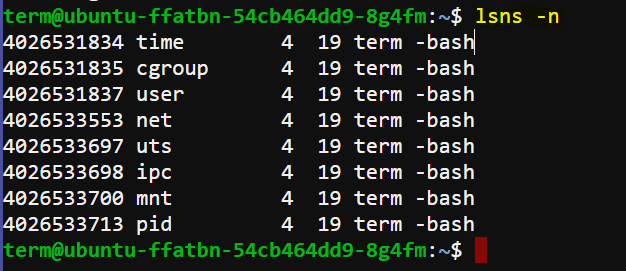 term@ubuntu-ffatbn-54cb464dd9-8g4fm:~$ lsns -n
4026531834 time        4  19 term -bash
4026531835 cgroup      4  19 term -bash
4026531837 user        4  19 term -bash
4026533553 net         4  19 term -bash
4026533697 uts         4  19 term -bash
4026533698 ipc         4  19 term -bash
4026533700 mnt         4  19 term -bash
4026533713 pid         4  19 term -bash
term@ubuntu-ffatbn-54cb464dd9-8g4fm:~$